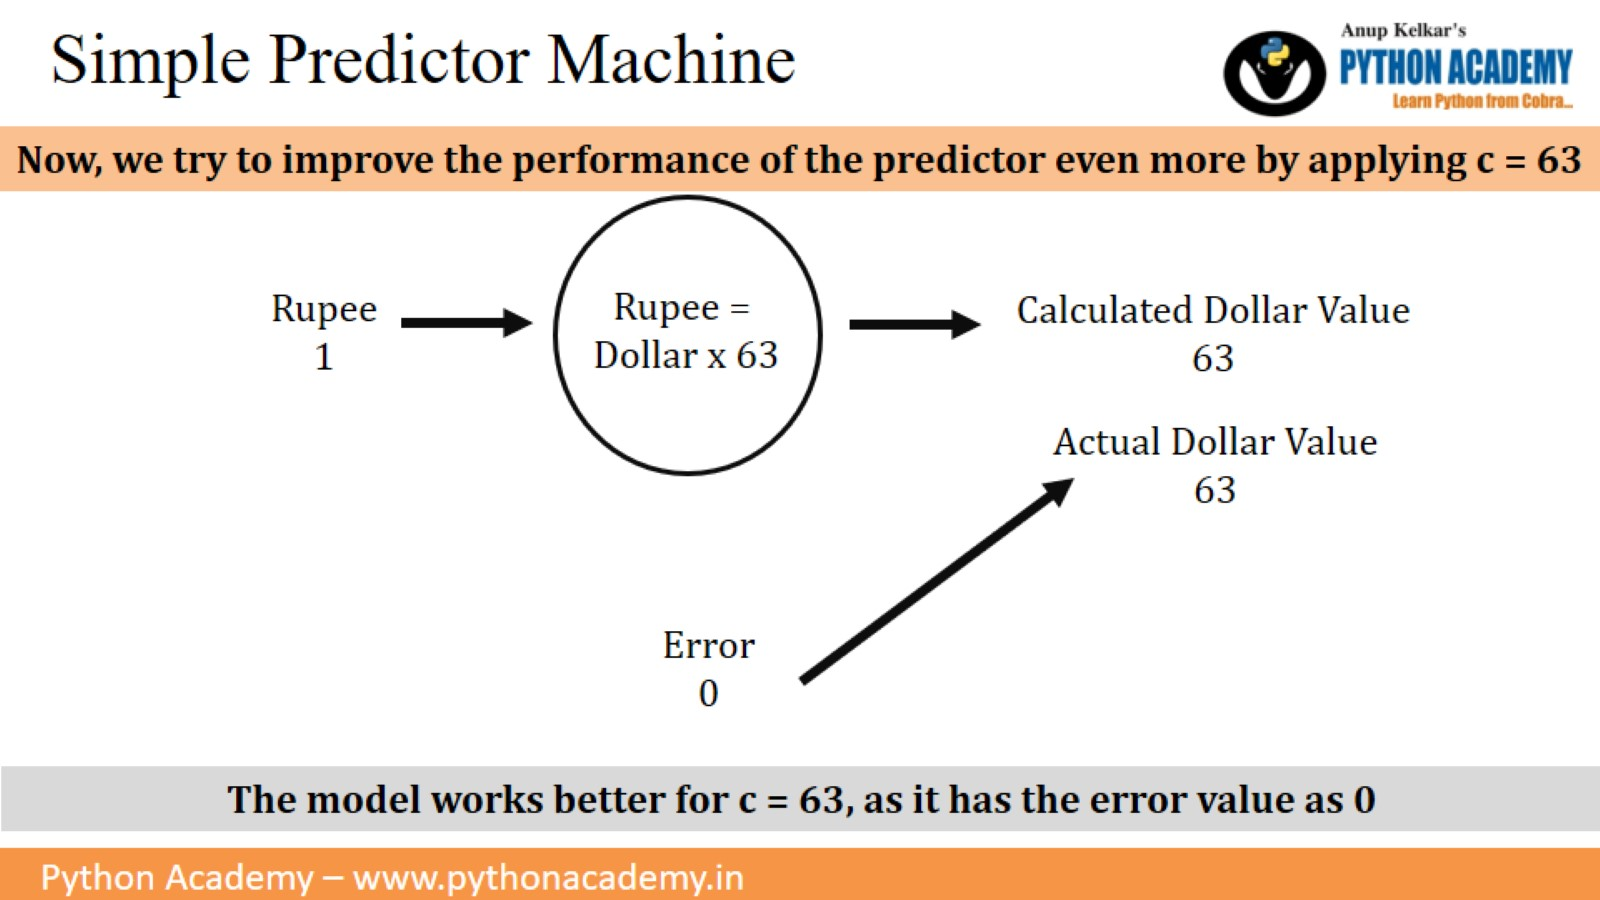 Simple Predictor Machine
Anup Kelkar's
PYTHON ACADEMY
Learn Python from Cobra...
Now, we try to improve the performance of the predictor even more by applying c = 63
Rupee
1
Rupee =
Dollar x 63
Calculated Dollar Value
63
Actual Dollar Value
63
Error
0
The model works better for c = 63, as it has the error value as 0
Python Academy – www.pythonacademy.in